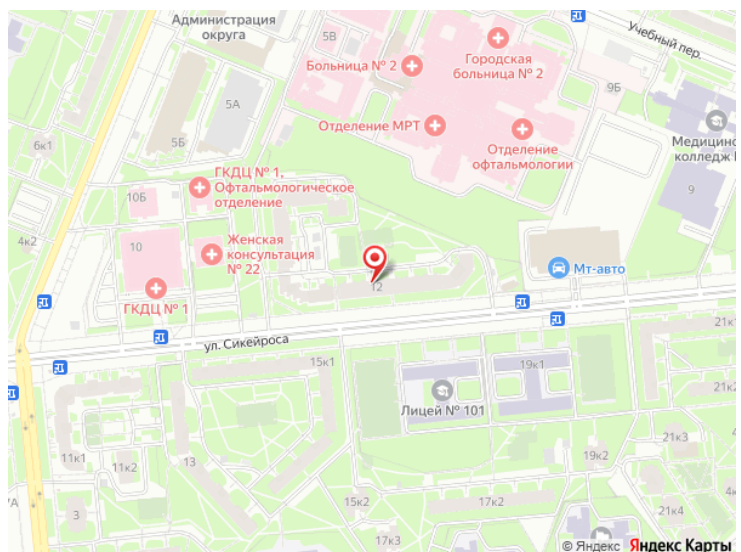 Администрация
округа
5В
Больница № 2
Городская
больница № 2
Учебный пер.
9Б
5А
5Б
6к1
Отделение МРТ
Отделение
офтальмологии
Медицинс
колледж
9
ГКДЦ № 1,
Офтальмологическое
отделение
10Б
4к2
10
Женская
консультация
№ 22
ГКДЦ № 1
12
Мт-авто
ул. Сикейроса
15к1
19к1
21к1
Лицей № 101
21к2
21к3
11к1
11к2
13
19к2
3
15к2
17к2
17к3
© Яндекс Яндекс Карты